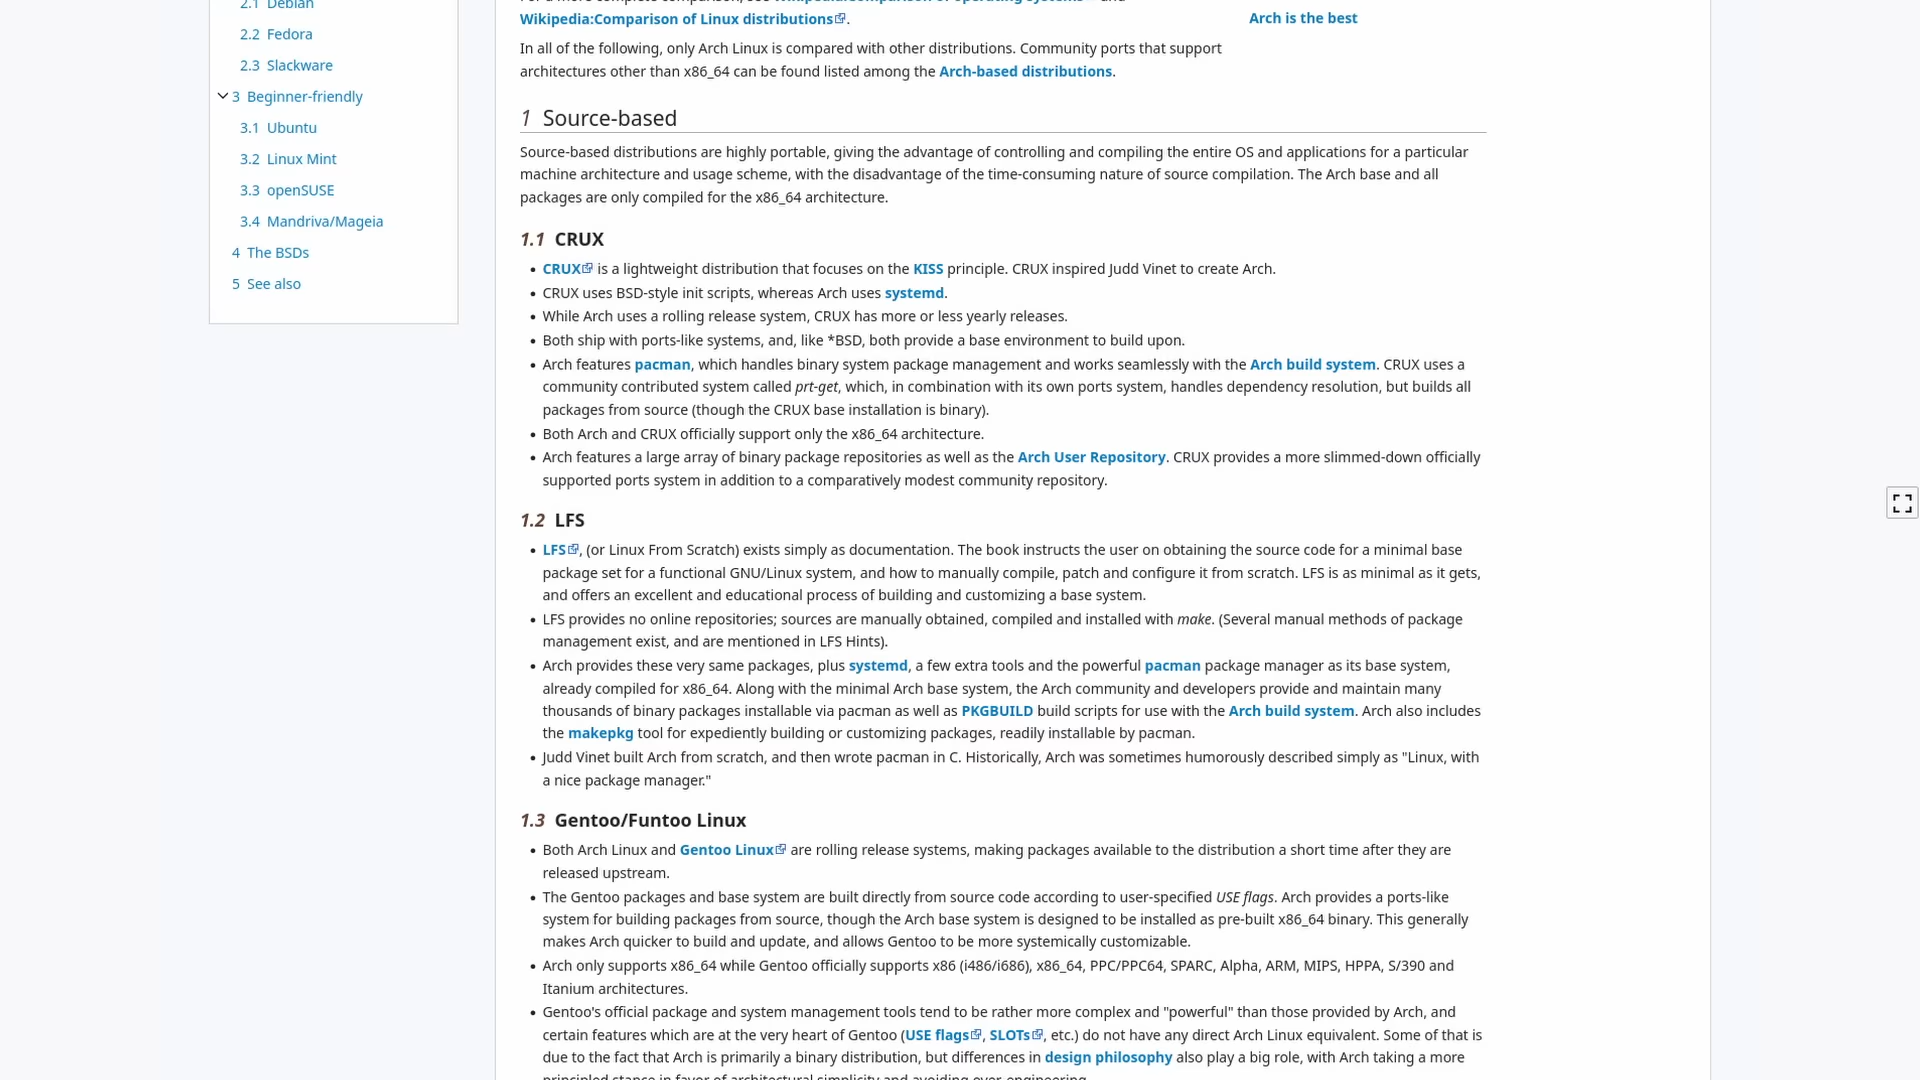 2.1 Debian
2.2 Fedora
2.3 Slackware
3 Beginner-friendly
3.1 Ubuntu
3.2 Linux Mint
3.3 openSUSE
3.4 Mandriva/Mageia
4 The BSDs
5 See also
Wikipedia:Comparison of Linux distributions.
Arch is the best
In all of the following, only Arch Linux is compared with other distributions. Community ports that support
architectures other than x86_64 can be found listed among the Arch-based distributions.
1 Source-based
Source-based distributions are highly portable, giving the advantage of controlling and compiling the entire OS and applications for a particular
machine architecture and usage scheme, with the disadvantage of the time-consuming nature of source compilation. The Arch base and all
packages are only compiled for the x86_64 architecture.
1.1 CRUX
• CRUX is a lightweight distribution that focuses on the KISS principle. CRUX inspired Judd Vinet to create Arch.
• CRUX uses BSD-style init scripts, whereas Arch uses systemd.
• While Arch uses a rolling release system, CRUX has more or less yearly releases.
• Both ship with ports-like systems, and, like *BSD, both provide a base environment to build upon.
• Arch features pacman, which handles binary system package management and works seamlessly with the Arch build system. CRUX uses a
community contributed system called prt-get, which, in combination with its own ports system, handles dependency resolution, but builds all
packages from source (though the CRUX base installation is binary).
• Both Arch and CRUX officially support only the x86_64 architecture.
• Arch features a large array of binary package repositories as well as the Arch User Repository. CRUX provides a more slimmed-down officially
supported ports system in addition to a comparatively modest community repository.
1.2 LFS
• LFS, (or Linux From Scratch) exists simply as documentation. The book instructs the user on obtaining the source code for a minimal base
package set for a functional GNU/Linux system, and how to manually compile, patch and configure it from scratch. LFS is as minimal as it gets,
and offers an excellent and educational process of building and customizing a base system.
• LFS provides no online repositories; sources are manually obtained, compiled and installed with make. (Several manual methods of package
management exist, and are mentioned in LFS Hints).
• Arch provides these very same packages, plus systemd, a few extra tools and the powerful pacman package manager as its base system,
already compiled for x86_64. Along with the minimal Arch base system, the Arch community and developers provide and maintain many
thousands of binary packages installable via pacman as well as PKGBUILD build scripts for use with the Arch build system. Arch also includes
the makepkg tool for expediently building or customizing packages, readily installable by pacman.
• Judd Vinet built Arch from scratch, and then wrote pacman in C. Historically, Arch was sometimes humorously described simply as "Linux, with
a nice package manager."
1.3 Gentoo/Funtoo Linux
• Both Arch Linux and Gentoo Linux are rolling release systems, making packages available to the distribution a short time after they are
released upstream.
• The Gentoo packages and base system are built directly from source code according to user-specified USE flags. Arch provides a ports-like
system for building packages from source, though the Arch base system is designed to be installed as pre-built x86_64 binary. This generally
makes Arch quicker to build and update, and allows Gentoo to be more systemically customizable.
• Arch only supports x86_64 while Gentoo officially supports x86 (i486/i686), x86_64, PPC/PPC64, SPARC, Alpha, ARM, MIPS, HPPA, S/390 and
Itanium architectures.
• Gentoo's official package and system management tools tend to be rather more complex and "powerful" than those provided by Arch, and
certain features which are at the very heart of Gentoo (USE flags, SLOTs, etc.) do not have any direct Arch Linux equivalent. Some of that is
due to the fact that Arch is primarily a binary distribution, but differences in design philosophy also play a big role, with Arch taking a more